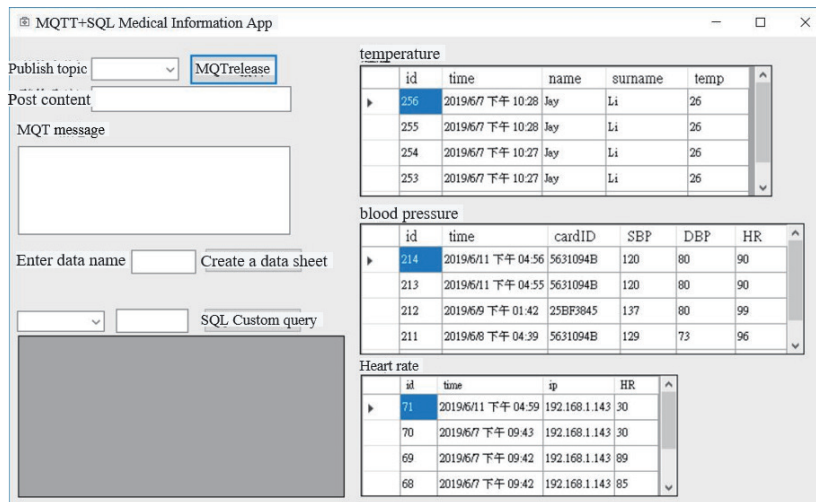 MQTT+SQL Medical Information App
Publish topic MQTrelease
Post content
MQT message
Enter data name Create a data sheet
SQL Custom query
temperature
id time name surname temp
256 2019/6/7 下午 10:28 Jay Li 26
255 2019/6/7 下午 10:28 Jay Li 26
254 2019/6/7 下午 10:27 Jay Li 26
253 2019/6/7 下午 10:27 Jay Li 26
blood pressure
id time cardID SBP DBP HR
214 2019/6/11 下午 04:56 5631094B 120 80 90
213 2019/6/11 下午 04:55 5631094B 120 80 90
212 2019/6/9 下午 01:42 25BF3845 137 80 99
211 2019/6/8 下午 04:39 5631094B 129 73 96
Heart rate
id time ip HR
71 2019/6/11 下午 04:59 192.168.1.143 30
70 2019/6/7 下午 09:43 192.168.1.143 30
69 2019/6/7 下午 09:42 192.168.1.143 89
68 2019/6/7 下午 09:42 192.168.1.143 85